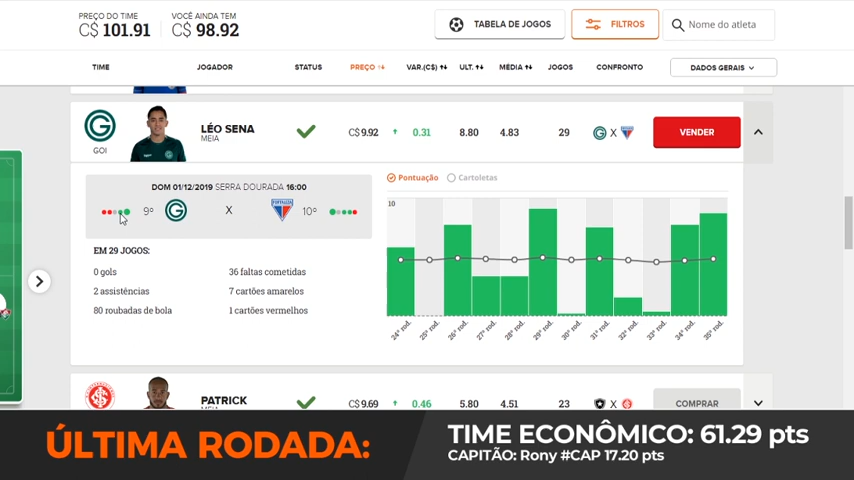 PREÇO DO TIME
C$ 101.91
VOCÊ AINDA TEM
C$ 98.92
TABELA DE JOGOS
FILTROS
Nome do atleta
TIME
JOGADOR
STATUS
PREÇO
VAR.(C$)
ULT.
MÉDIA
JOGOS
CONFRONTO
DADOS GERAIS
GOI
LÉO SENA
MEIA
C$ 9.92
0.31
8.80
4.83
29
X
VENDER
DOM 01/12/2019 SERRA DOURADA 16:00
9º
X
FORTALEZA
10º
EM 29 JOGOS:
0 gols
36 faltas cometidas
2 assistências
7 cartões amarelos
80 roubadas de bola
1 cartões vermelhos
Pontuação
Cartoletas
10
24ª rod.
25ª rod.
26ª rod.
27ª rod.
28ª rod.
29ª rod.
30ª rod.
31ª rod.
32ª rod.
33ª rod.
34ª rod.
35ª rod.
PATRICK
MEIA
C$ 9.69
0.46
5.80
4.51
23
X
COMPRAR
ÚLTIMA RODADA:
TIME ECONÔMICO: 61.29 pts
CAPITÃO: Rony #CAP 17.20 pts